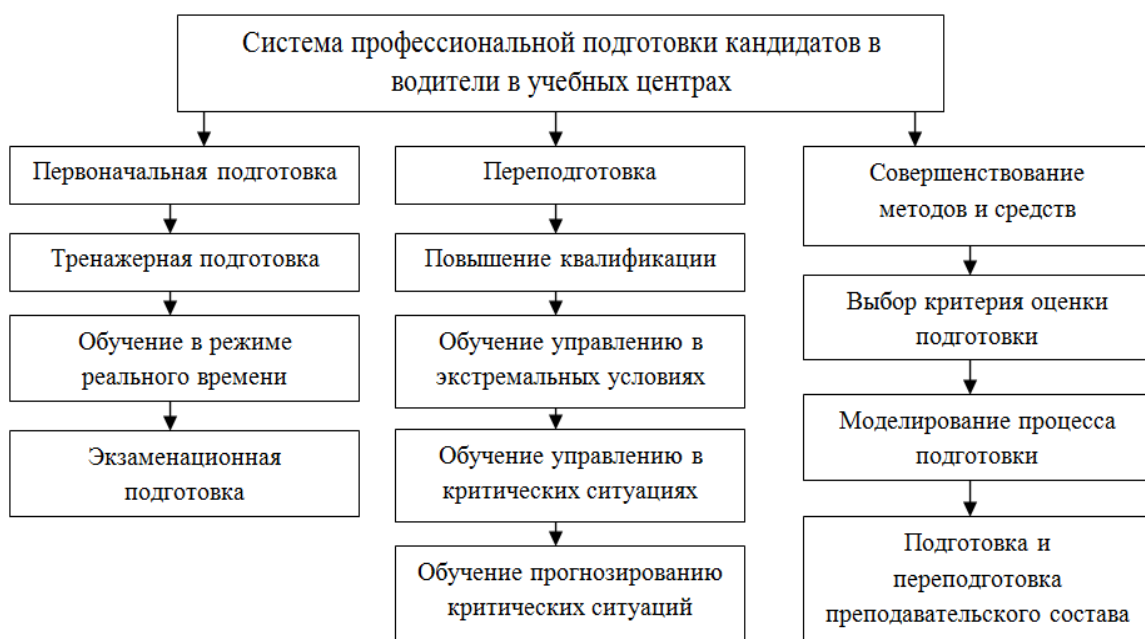 Система профессиональной подготовки кандидатов в
водители в учебных центрах
Первоначальная подготовка
Тренажерная подготовка
Обучение в режиме
реального времени
Экзаменационная
подготовка
Переподготовка
Повышение квалификации
Обучение управлению в
экстремальных условиях
Обучение управлению в
критических ситуациях
Обучение прогнозированию
критических ситуаций
Совершенствование
методов и средств
Выбор критерия оценки
подготовки
Моделирование процесса
подготовки
Подготовка и
переподготовка
преподавательского состава